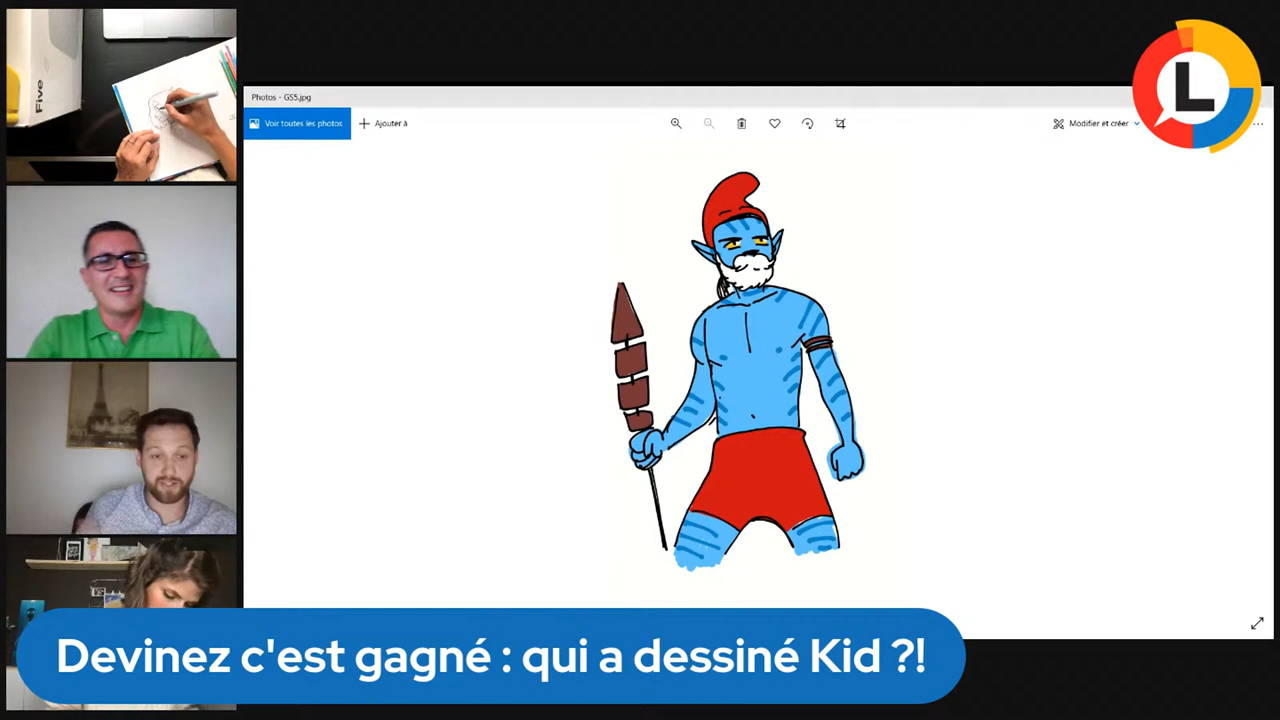 Five
Photos - GS5.jpg
Voir toutes les photos
Ajouter à
Modifier et créer
L
Devinez c'est gagné : qui a dessiné Kid ?!